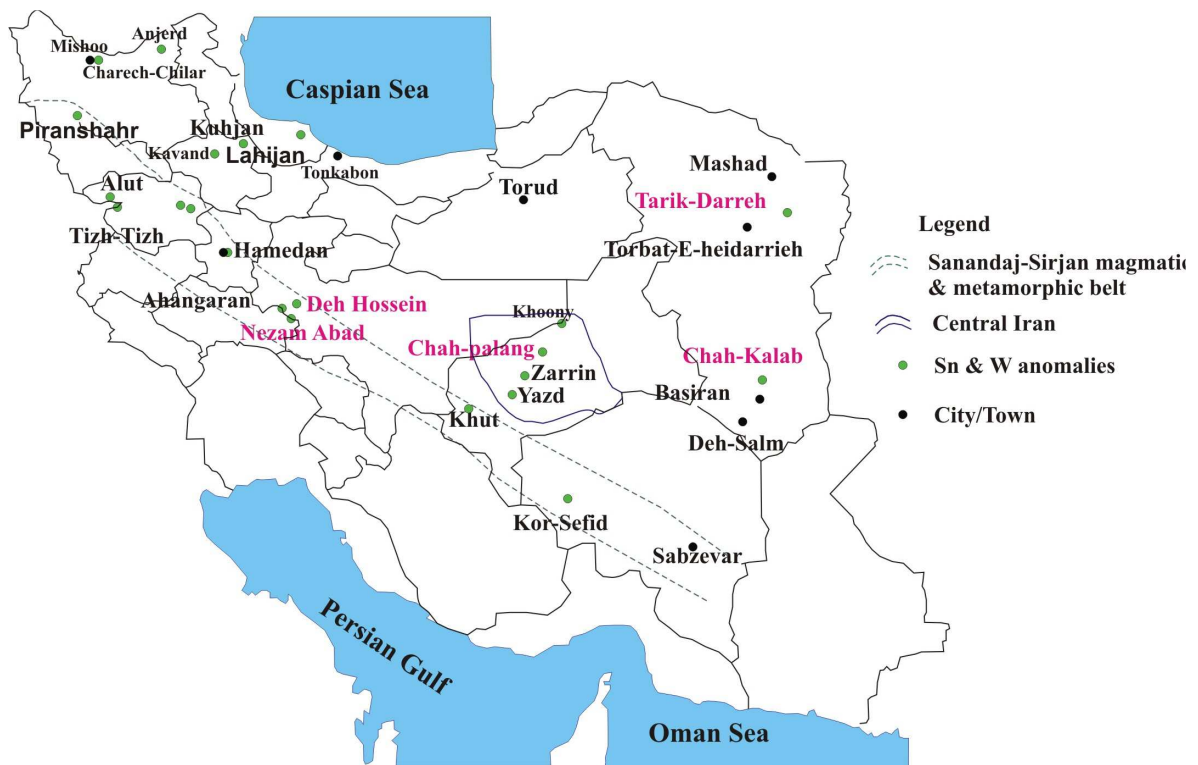 Anjerd
Mishoo
Charech-Chilar
Caspian Sea
Piranshahr
Kuhjan
Kavand
Lahijan
Tonkabon
Mashad
Alut
Torud
Tarik-Darreh
Legend
Tizh-Tizh
Hamedan
Torbat-E-heidarrieh
Sanandaj-Sirjan magmatic
& metamorphic belt
Ahangaran
Deh Hossein
Khoony
Central Iran
Nezam Abad
Chah-palang
Chah-Kalab
Sn & W anomalies
Zarrin
Yazd
Basiran
Khut
City/Town
Deh-Salm
Kor-Sefid
Sabzevar
Persian Gulf
Oman Sea